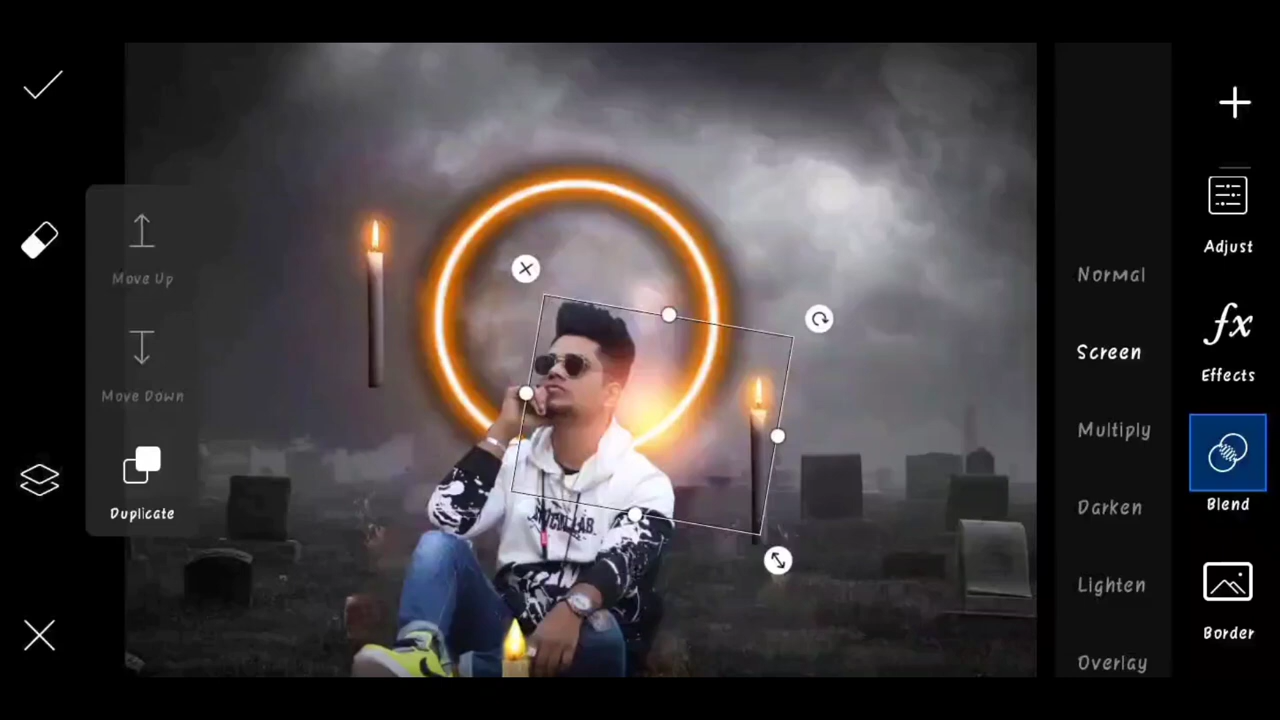 Move Up
Move Down
Duplicate
Normal
Screen
Multiply
Darken
Lighten
Overlay
Adjust
fx
Effects
Blend
Border